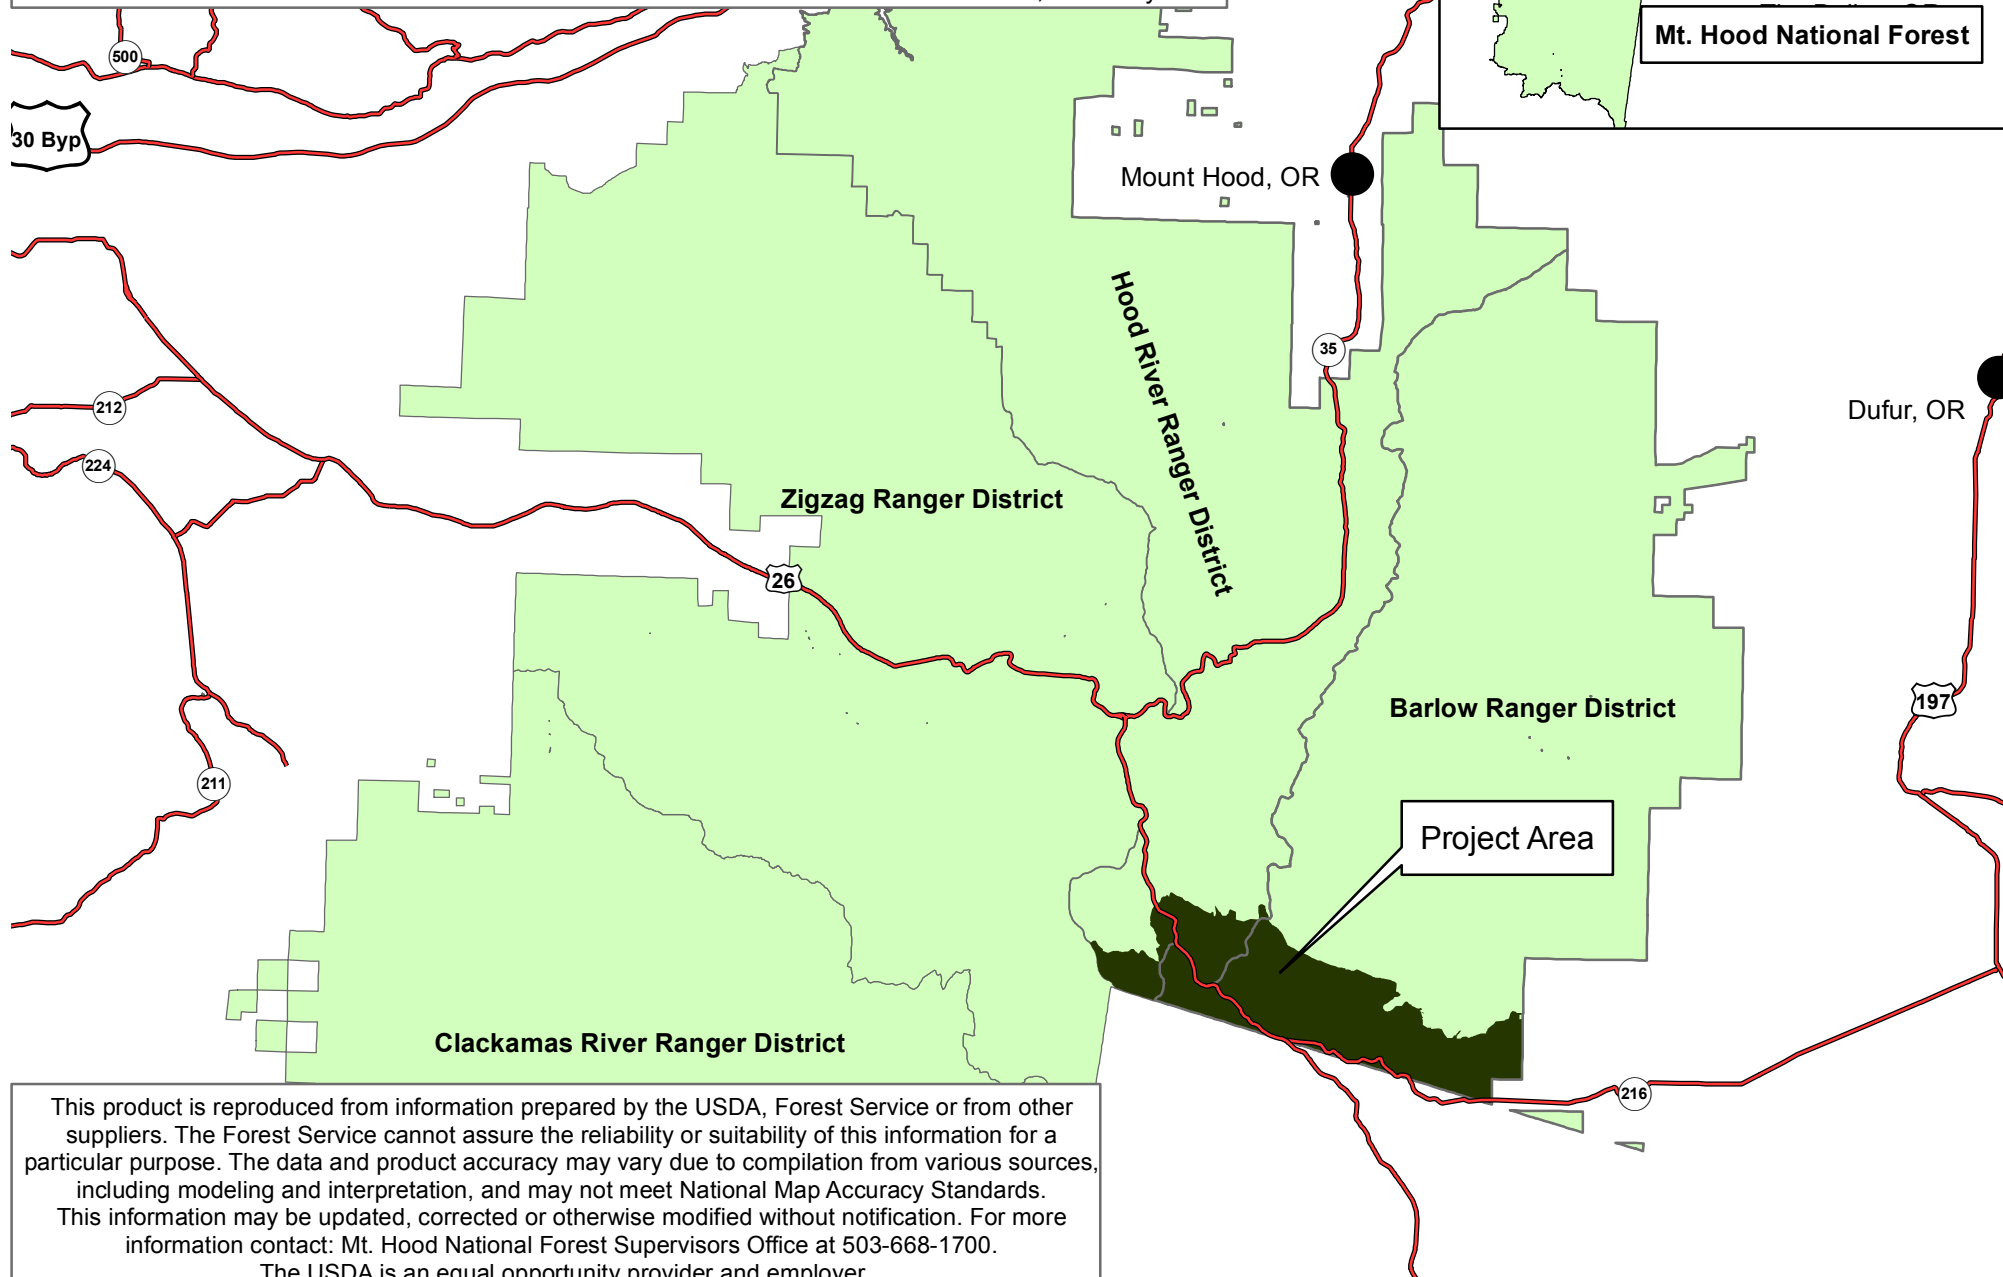 Mt. Hood National Forest
500
30 Byp
Mount Hood, OR
35
212
Dufur, OR
224
Hood River Ranger District
Zigzag Ranger District
26
197
Barlow Ranger District
211
Project Area
Clackamas River Ranger District
216
This product is reproduced from information prepared by the USDA, Forest Service or from other
suppliers. The Forest Service cannot assure the reliability or suitability of this information for a
particular purpose. The data and product accuracy may vary due to compilation from various sources,
including modeling and interpretation, and may not meet National Map Accuracy Standards.
This information may be updated, corrected or otherwise modified without notification. For more
information contact: Mt. Hood National Forest Supervisors Office at 503-668-1700.
The USDA is an equal opportunity provider and employer